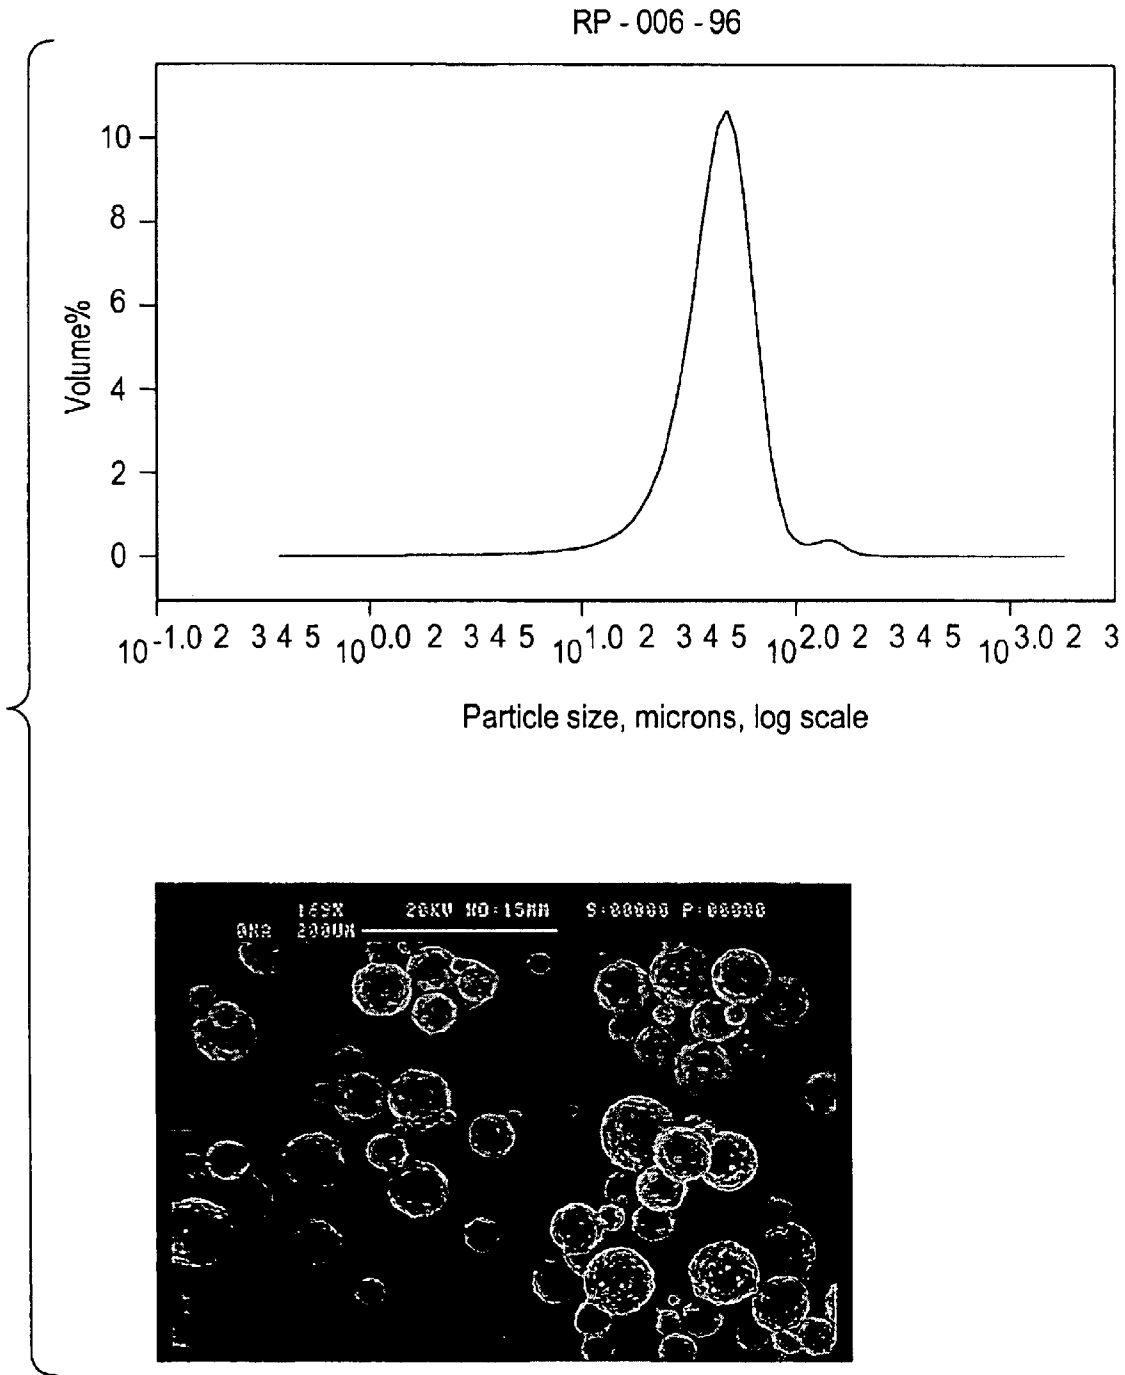 RP - 006 - 96
10
8
6
4
2
0
Volume%
10-1.0 2 3 4 5 100.0 2 3 4 5 101.0 2 3 4 5 102.0 2 3 4 5 103.0 2 3
Particle size, microns, log scale
169X 20KV WD:15MM S:00000 P:00000
200UM